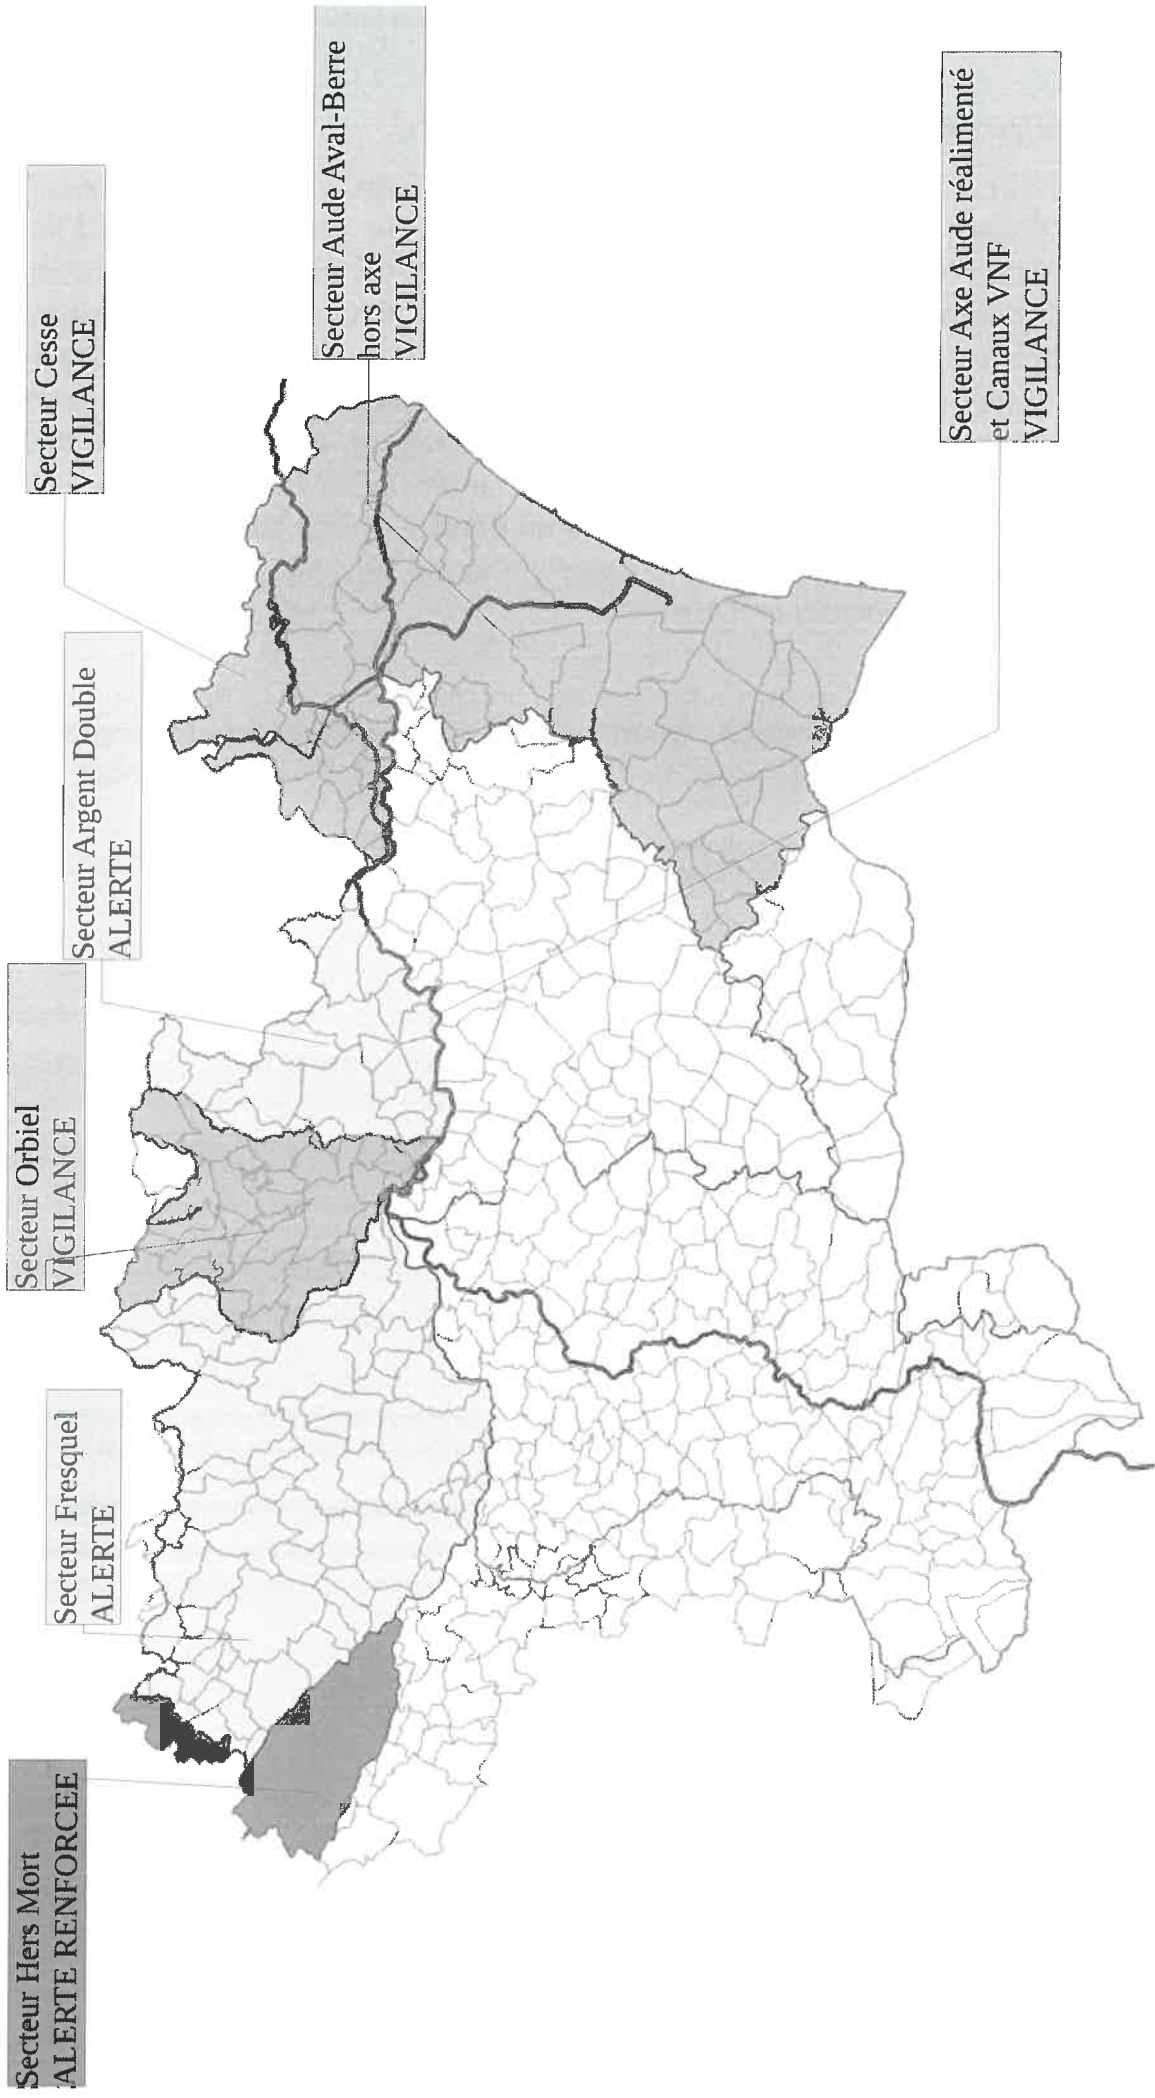 Secteur Hers Mort
ALERTE RENFORCEE
Secteur Fresquel
ALERTE
Secteur Orbiel
VIGILANCE
Secteur Argent Double
ALERTE
Secteur Cesse
VIGILANCE
Secteur Aude Aval-Berre
hors axe
VIGILANCE
Secteur Axe Aude réalimenté
et Canaux VNF
VIGILANCE